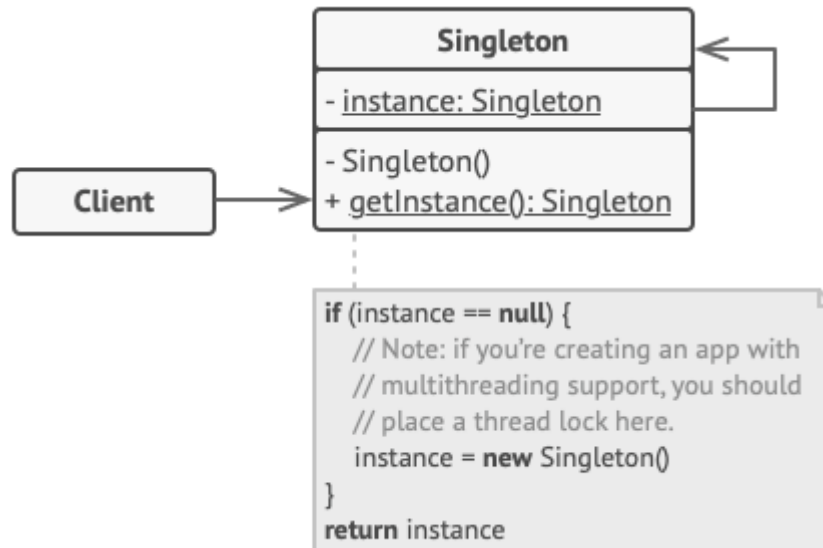 Singleton
- instance: Singleton
- Singleton()
+ getInstance(): Singleton
Client
if (instance == null) {
// Note: if you're creating an app with
// multithreading support, you should
// place a thread lock here.
instance = new Singleton()
}
return instance